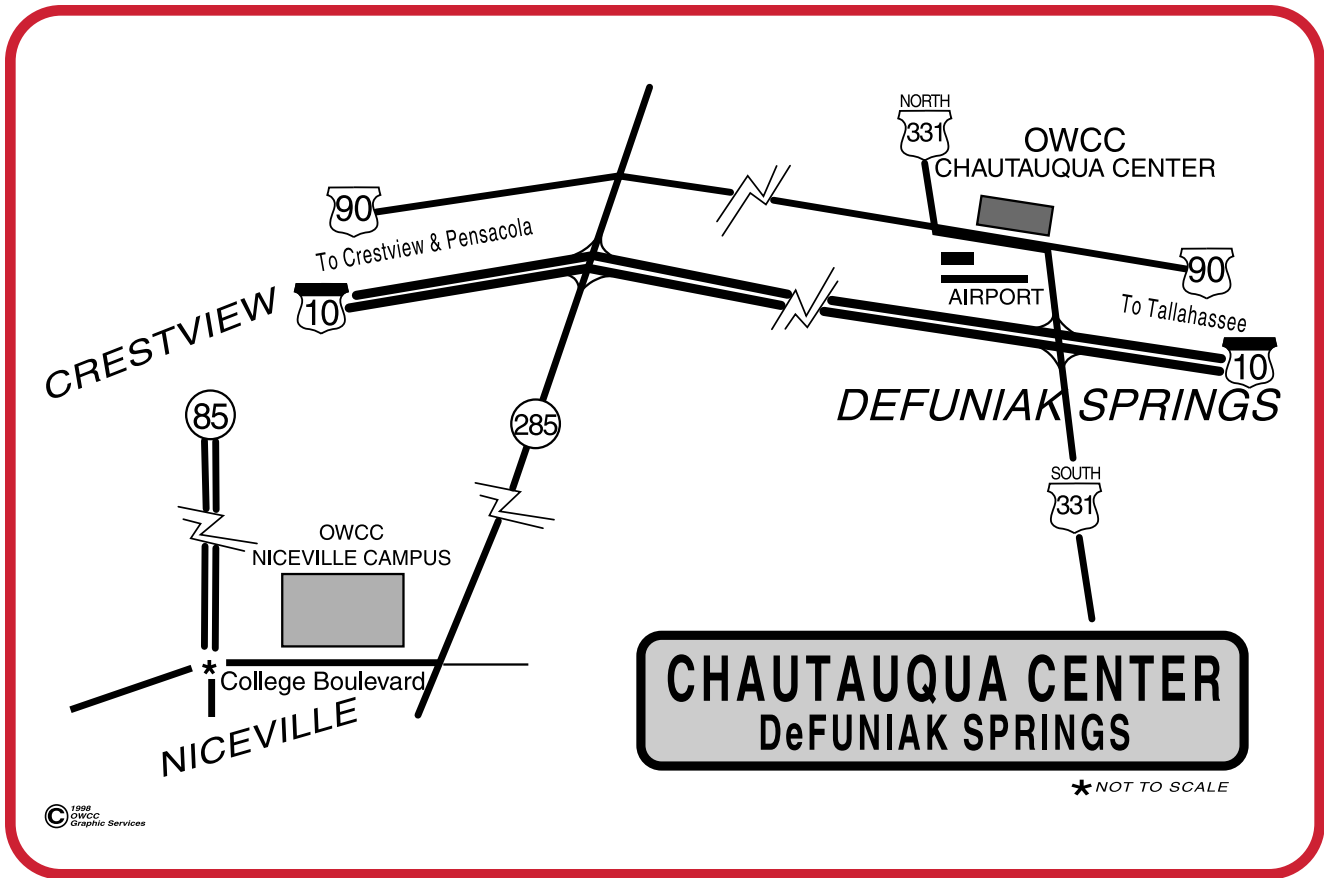 NORTH
331
OWCC
CHAUTAUQUA CENTER
90
To Crestview & Pensacola
90
AIRPORT
To Tallahassee
10
CRESTVIEW
10
DEFUNIAK SPRINGS
85
285
SOUTH
331
OWCC
NICEVILLE CAMPUS
* College Boulevard
NICEVILLE
CHAUTAUQUA CENTER
DeFUNIAK SPRINGS
* NOT TO SCALE
© 1998
OWCC
Graphic Services